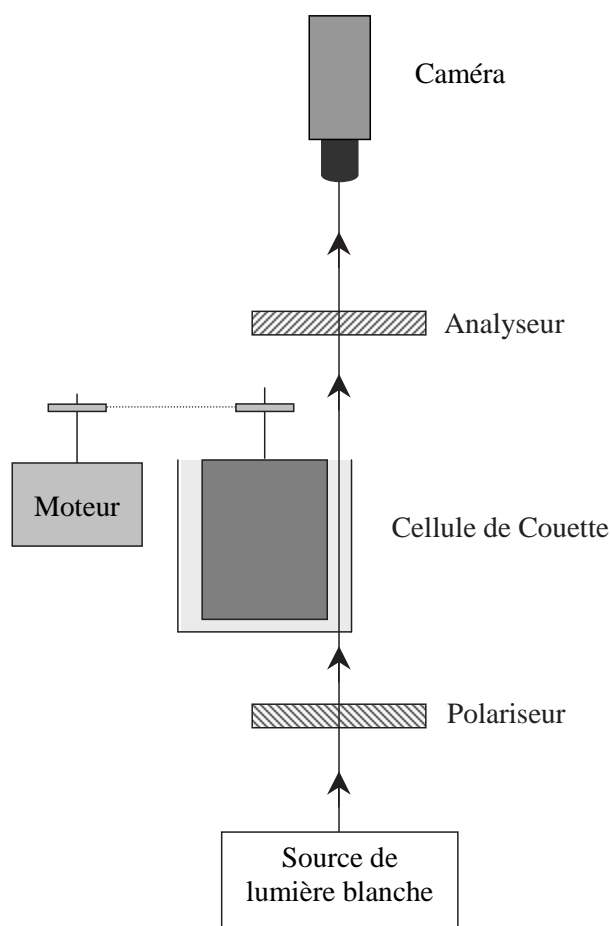 Caméra
Analyseur
Moteur
Cellule de Couette
Polariseur
Source de
lumière blanche